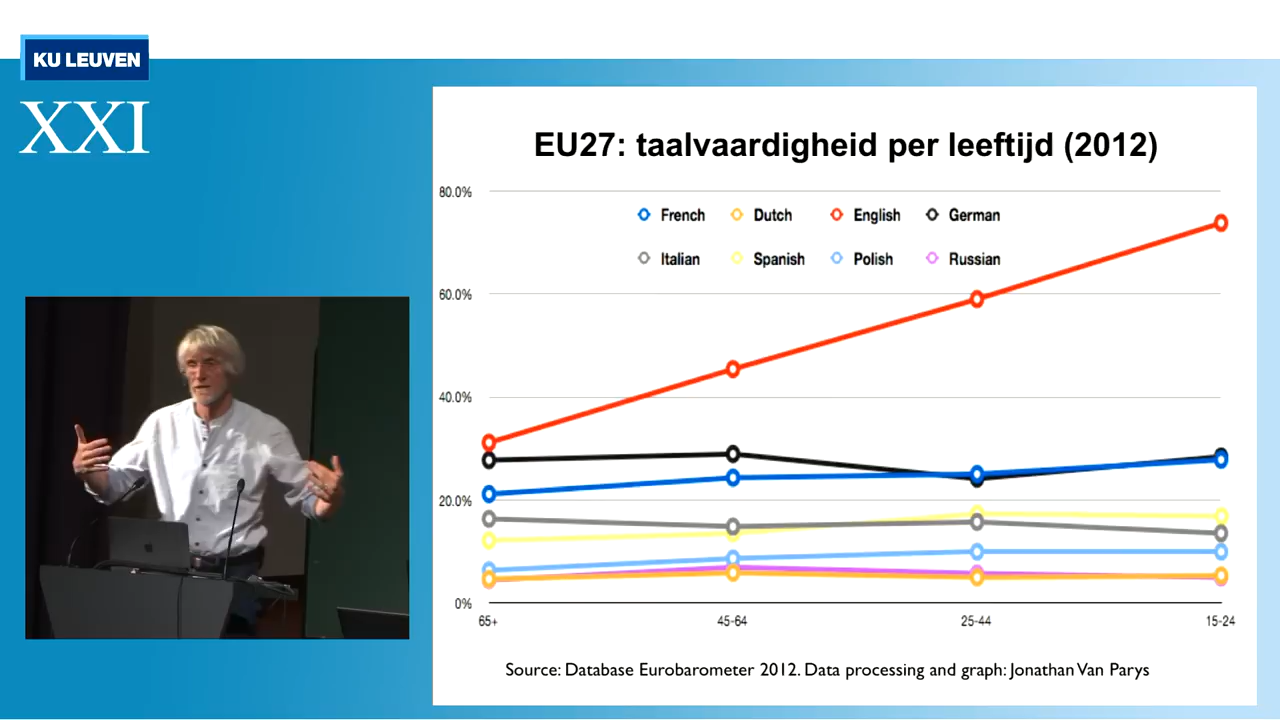 KU LEUVEN
XXI
EU27: taalvaardigheid per leeftijd (2012)
80.0%
French Dutch English German
Italian Spanish Polish Russian
60.0%
40.0%
20.0%
0%
65+ 45-64 25-44 15-24
Source: Database Eurobarometer 2012. Data processing and graph: Jonathan Van Parys